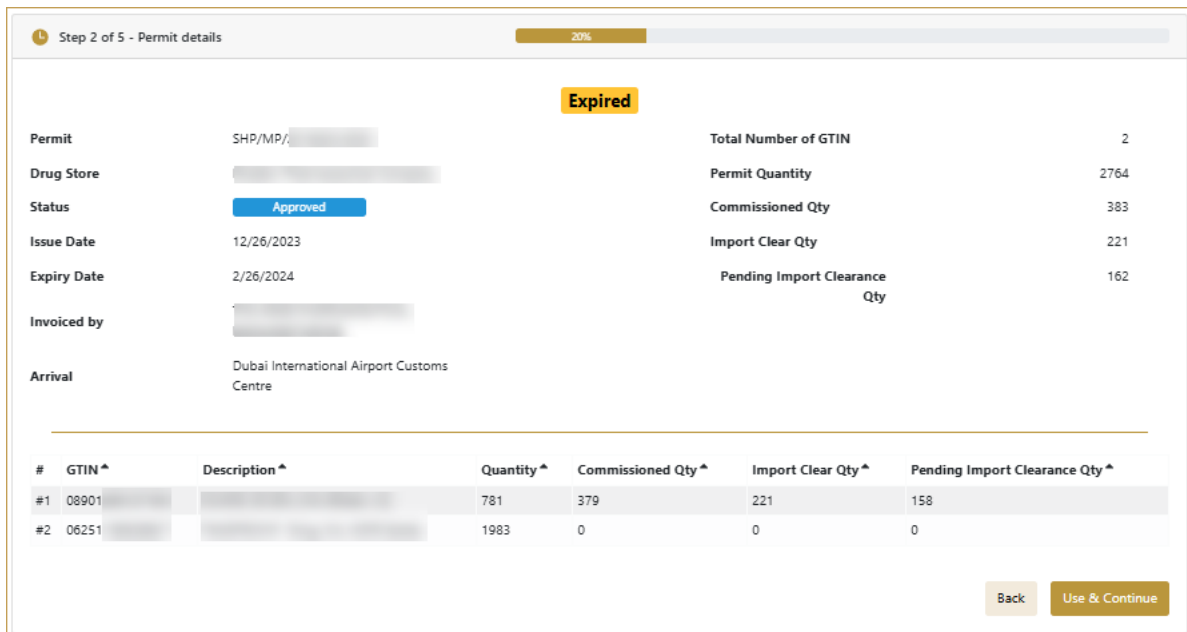 Step 2 of 5 - Permit details
20%
Expired
Permit SHP/MP/
Total Number of GTIN 2
Drug Store
Permit Quantity 2764
Status Approved
Commissioned Qty 383
Issue Date 12/26/2023
Import Clear Qty 221
Expiry Date 2/26/2024
Pending Import Clearance 162
Qty
Invoiced by
Arrival
Dubai International Airport Customs
Centre
# GTIN Description Quantity Commissioned Qty Import Clear Qty Pending Import Clearance Qty
#1 08901 781 379 221 158
#2 06251 1983 0 0 0
Back Use & Continue